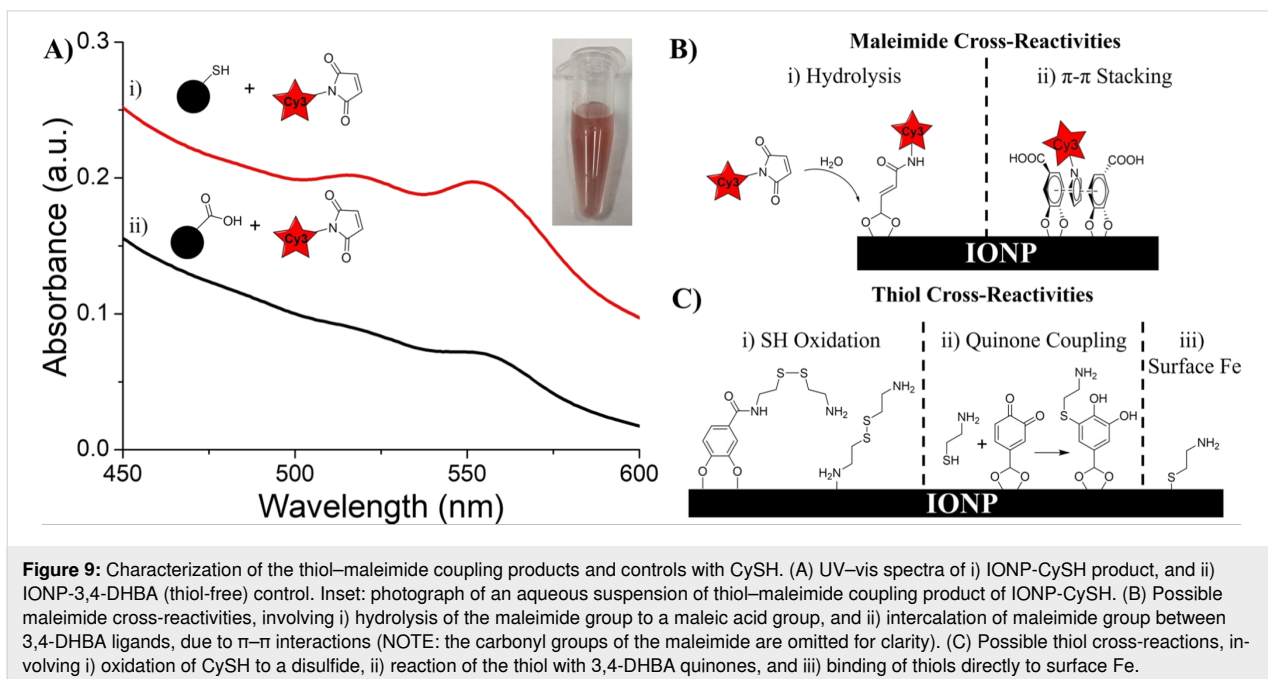 A)
0.3
0.2
0.1
0.0
Absorbance (a.u.)
i)
SH
+
Cy3
N
O
O
ii)
O
OH
+
Cy3
N
O
O
450
500
550
600
Wavelength (nm)
B)
Maleimide Cross-Reactivities
i) Hydrolysis
ii) π-π Stacking
Cy3
N
O
O
H₂O
Cy3
O
NH
O
O
Cy3
HOOC
COOH
N
O
O
O
O
IONP
C)
Thiol Cross-Reactivities
i) SH Oxidation
ii) Quinone Coupling
iii)
Surface Fe
S
S
O
NH
NH₂
O
O
NH₂
S
S
H₂N
NH₂
SH
+
O
O
O
O
NH₂
S
OH
OH
O
O
NH₂
S
IONP
Figure 9: Characterization of the thiol–maleimide coupling products and controls with CySH. (A) UV–vis spectra of i) IONP-CySH product, and ii)
IONP-3,4-DHBA (thiol-free) control. Inset: photograph of an aqueous suspension of thiol–maleimide coupling product of IONP-CySH. (B) Possible
maleimide cross-reactivities, involving i) hydrolysis of the maleimide group to a maleic acid group, and ii) intercalation of maleimide group between
3,4-DHBA ligands, due to π–π interactions (NOTE: the carbonyl groups of the maleimide are omitted for clarity). (C) Possible thiol cross-reactions, in-
volving i) oxidation of CySH to a disulfide, ii) reaction of the thiol with 3,4-DHBA quinones, and iii) binding of thiols directly to surface Fe.